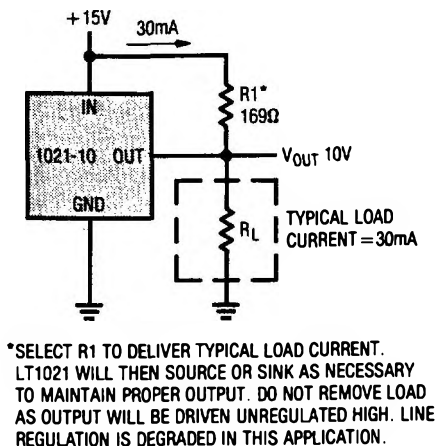 +15V
30mA
R1*
169Ω
IN
1021-10 OUT
GND
VOUT 10V
RL
TYPICAL LOAD
CURRENT = 30mA
*SELECT R1 TO DELIVER TYPICAL LOAD CURRENT.
LT1021 WILL THEN SOURCE OR SINK AS NECESSARY
TO MAINTAIN PROPER OUTPUT. DO NOT REMOVE LOAD
AS OUTPUT WILL BE DRIVEN UNREGULATED HIGH. LINE
REGULATION IS DEGRADED IN THIS APPLICATION.